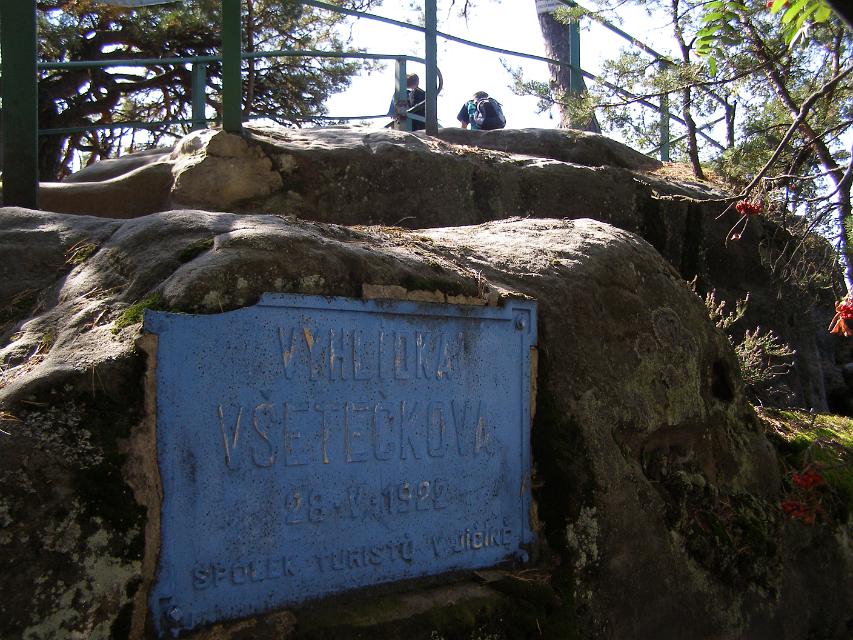 VYHLÍDKA
VŠETEČKOVA
28·V·1922
SPOLEK TURISTŮ V JIČÍNĚ